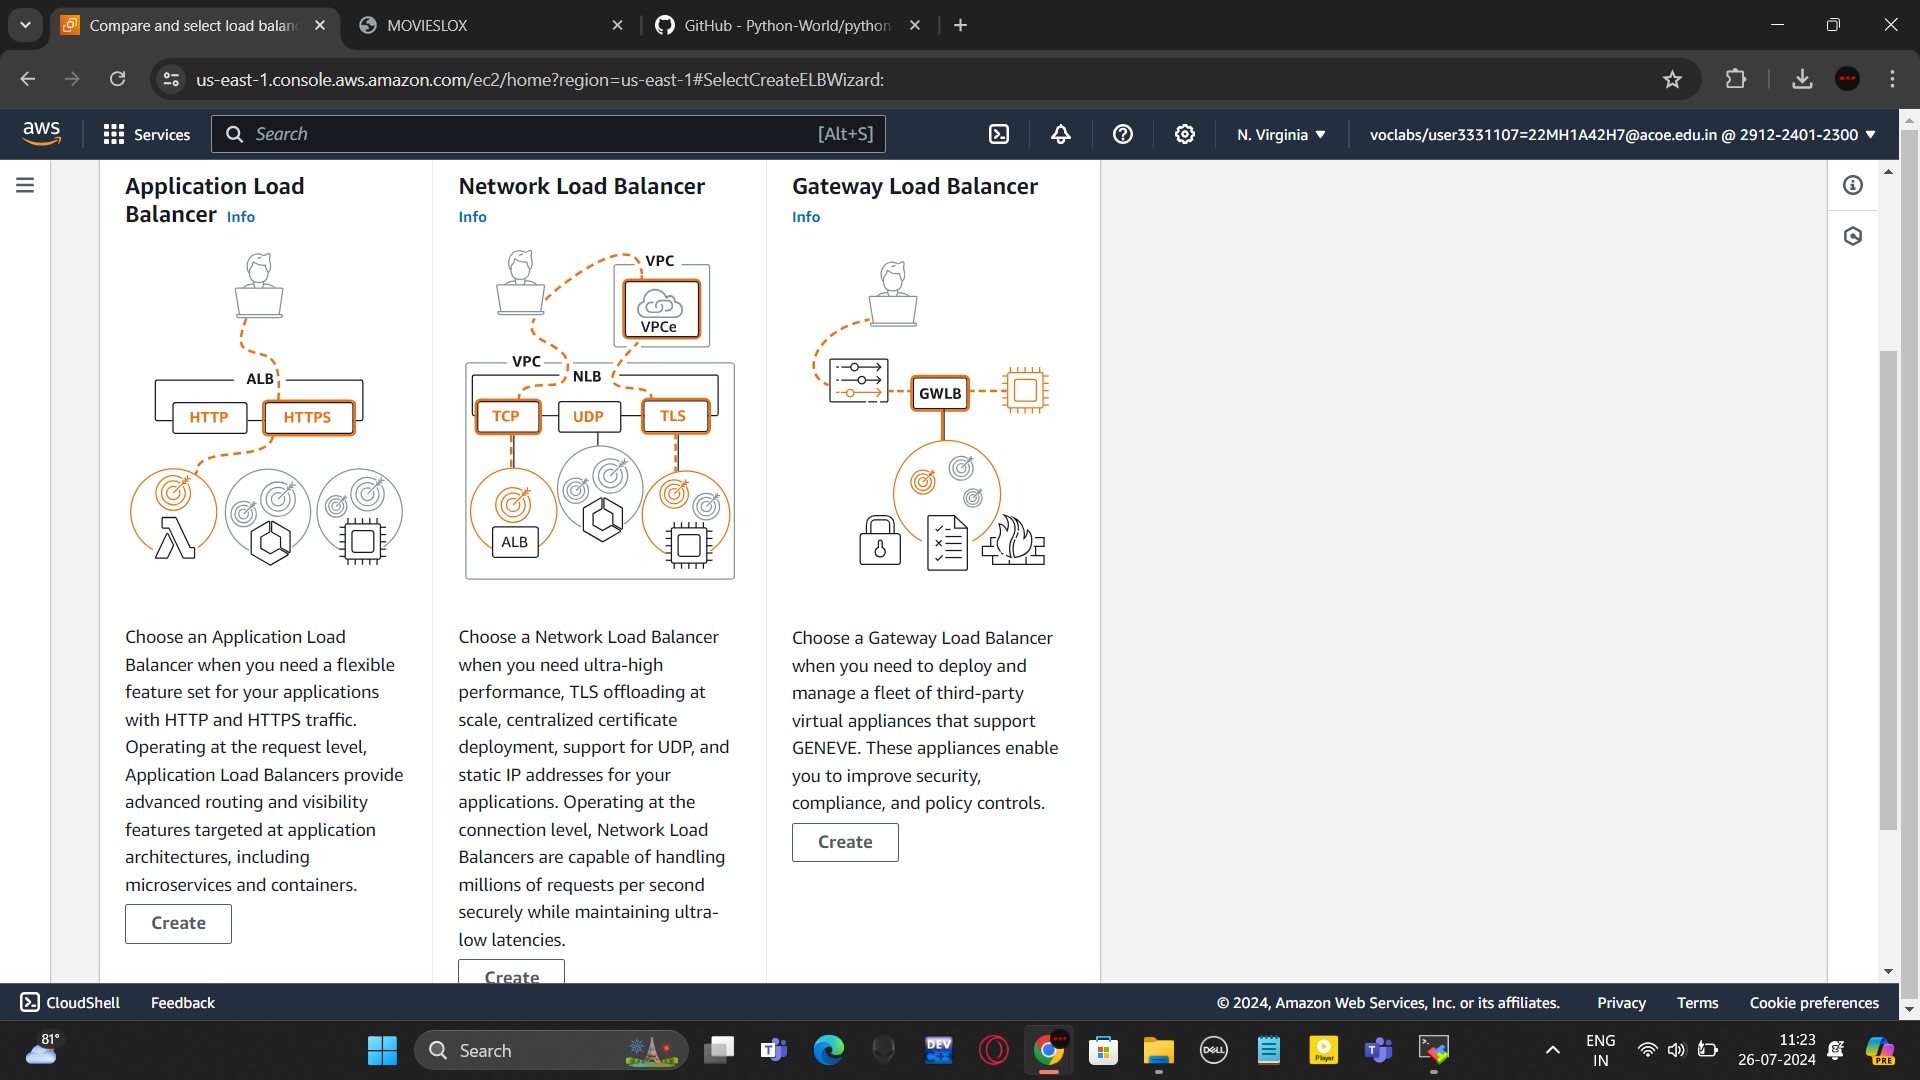 Compare and select load balan
MOVIESLOX
GitHub - Python-World/python
us-east-1.console.aws.amazon.com/ec2/home?region=us-east-1#SelectCreateELBWizard:
aws
Services
Search
[Alt+S]
N. Virginia
voclabs/user3331107=22MH1A42H7@acoe.edu.in @ 2912-2401-2300
Application Load
Balancer Info
ALB
HTTP
HTTPS
Choose an Application Load
Balancer when you need a flexible
feature set for your applications
with HTTP and HTTPS traffic.
Operating at the request level,
Application Load Balancers provide
advanced routing and visibility
features targeted at application
architectures, including
microservices and containers.
Create
Network Load Balancer
Info
VPC
VPCe
VPC
NLB
TCP
UDP
TLS
ALB
Choose a Network Load Balancer
when you need ultra-high
performance, TLS offloading at
scale, centralized certificate
deployment, support for UDP, and
static IP addresses for your
applications. Operating at the
connection level, Network Load
Balancers are capable of handling
millions of requests per second
securely while maintaining ultra-
low latencies.
Create
Gateway Load Balancer
Info
GWLB
Choose a Gateway Load Balancer
when you need to deploy and
manage a fleet of third-party
virtual appliances that support
GENEVE. These appliances enable
you to improve security,
compliance, and policy controls.
Create
CloudShell
Feedback
© 2024, Amazon Web Services, Inc. or its affiliates.
Privacy
Terms
Cookie preferences
81°
Search
DEV
C++
DELL
Player
ENG
IN
11:23
26-07-2024
PRE